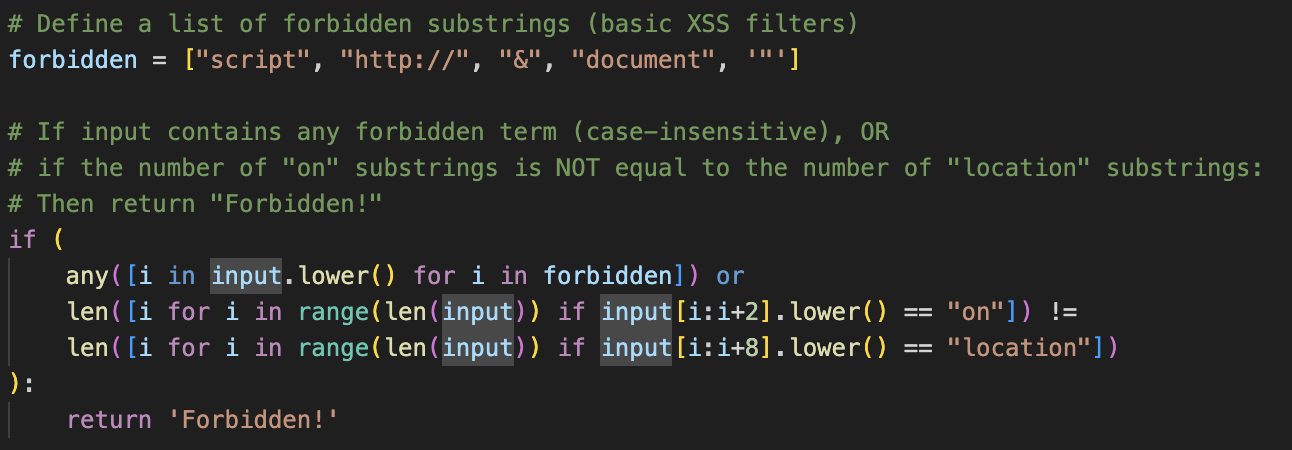 # Define a list of forbidden substrings (basic XSS filters)
forbidden = ["script", "http://", "&", "document", '"']
# If input contains any forbidden term (case-insensitive), OR
# if the number of "on" substrings is NOT equal to the number of "location" substrings:
# Then return "Forbidden!"
if (
    any([i in input.lower() for i in forbidden]) or
    len([i for i in range(len(input)) if input[i:i+2].lower() == "on"]) !=
    len([i for i in range(len(input)) if input[i:i+8].lower() == "location"])
):
    return 'Forbidden!'